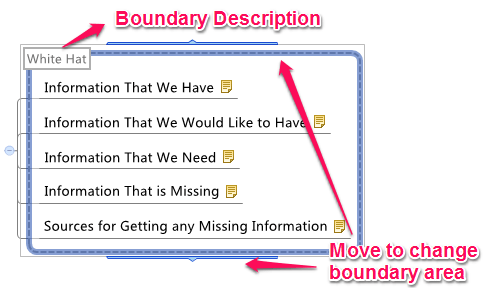 Boundary Description
White Hat
Information That We Have
Information That We Would Like to Have
Information That We Need
Information That is Missing
Sources for Getting any Missing Information
Move to change
boundary area